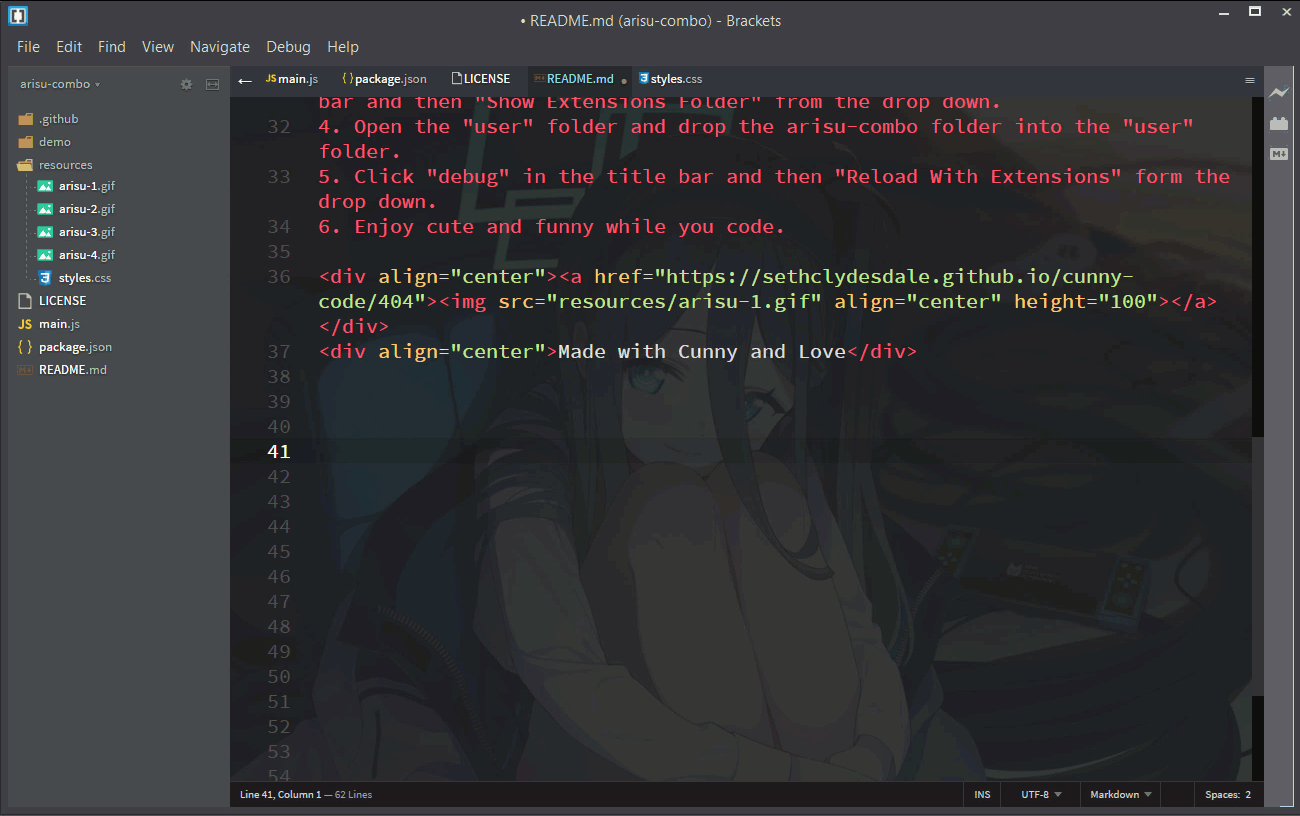 • README.md (arisu-combo) - Brackets
File Edit Find View Navigate Debug Help
arisu-combo
.github
demo
resources
arisu-1.gif
arisu-2.gif
arisu-3.gif
arisu-4.gif
styles.css
LICENSE
JS main.js
{ } package.json
README.md
← JS main.js {} package.json LICENSE README.md • styles.css
bar and then "Show Extensions Folder" from the drop down.
32 4. Open the "user" folder and drop the arisu-combo folder into the "user"
folder.
33 5. Click "debug" in the title bar and then "Reload With Extensions" form the
drop down.
34 6. Enjoy cute and funny while you code.
35
36 <div align="center"><a href="https://sethclydesdale.github.io/cunny-
code/404"><img src="resources/arisu-1.gif" align="center" height="100"></a>
</div>
37 <div align="center">Made with Cunny and Love</div>
38
39
40
41
42
43
44
45
46
47
48
49
50
51
52
53
54
M↓
Line 41, Column 1 — 62 Lines
INS UTF-8 Markdown Spaces: 2